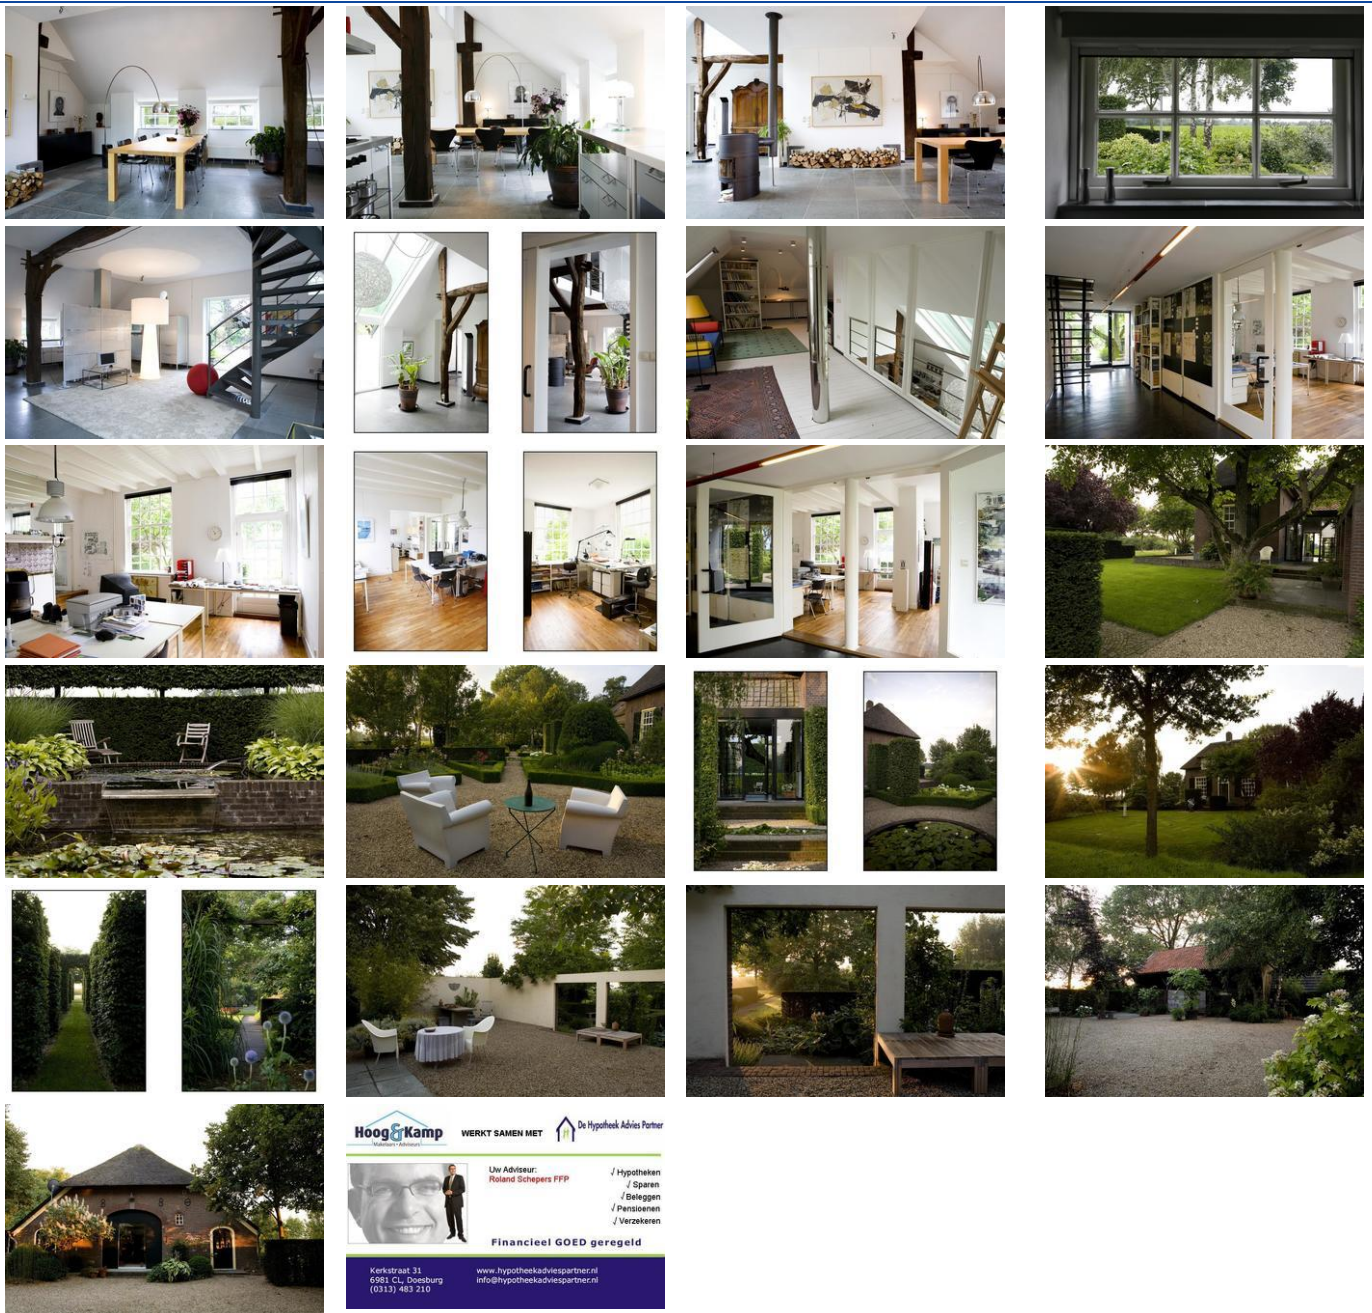 Hoog&Kamp
Makelaars - Adviseurs
WERKT SAMEN MET
De Hypotheek Advies Partner
Uw Adviseur:
Roland Schepers FFP
√ Hypotheken
√ Sparen
√ Beleggen
√ Pensioenen
√ Verzekeren
Financieel GOED geregeld
Kerkstraat 31
6981 CL, Doesburg
(0313) 483 210
www.hypotheekadviespartner.nl
info@hypotheekadviespartner.nl